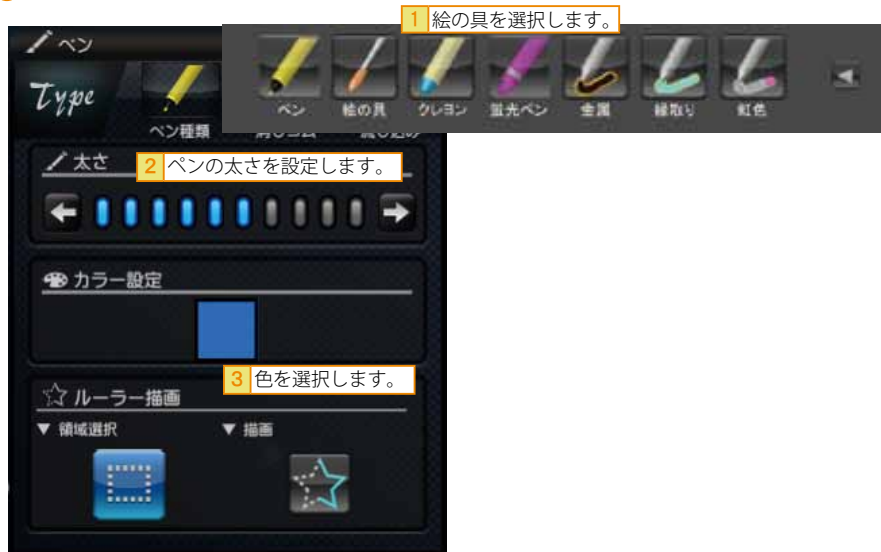 1 絵の具を選択します。
ペン
Type
ペン 絵の具 クレヨン 蛍光ペン 金属 縁取り 虹色
ペン種類
太さ
2 ペンの太さを設定します。
カラー設定
3 色を選択します。
ルーラー描画
▼ 領域選択 ▼ 描画